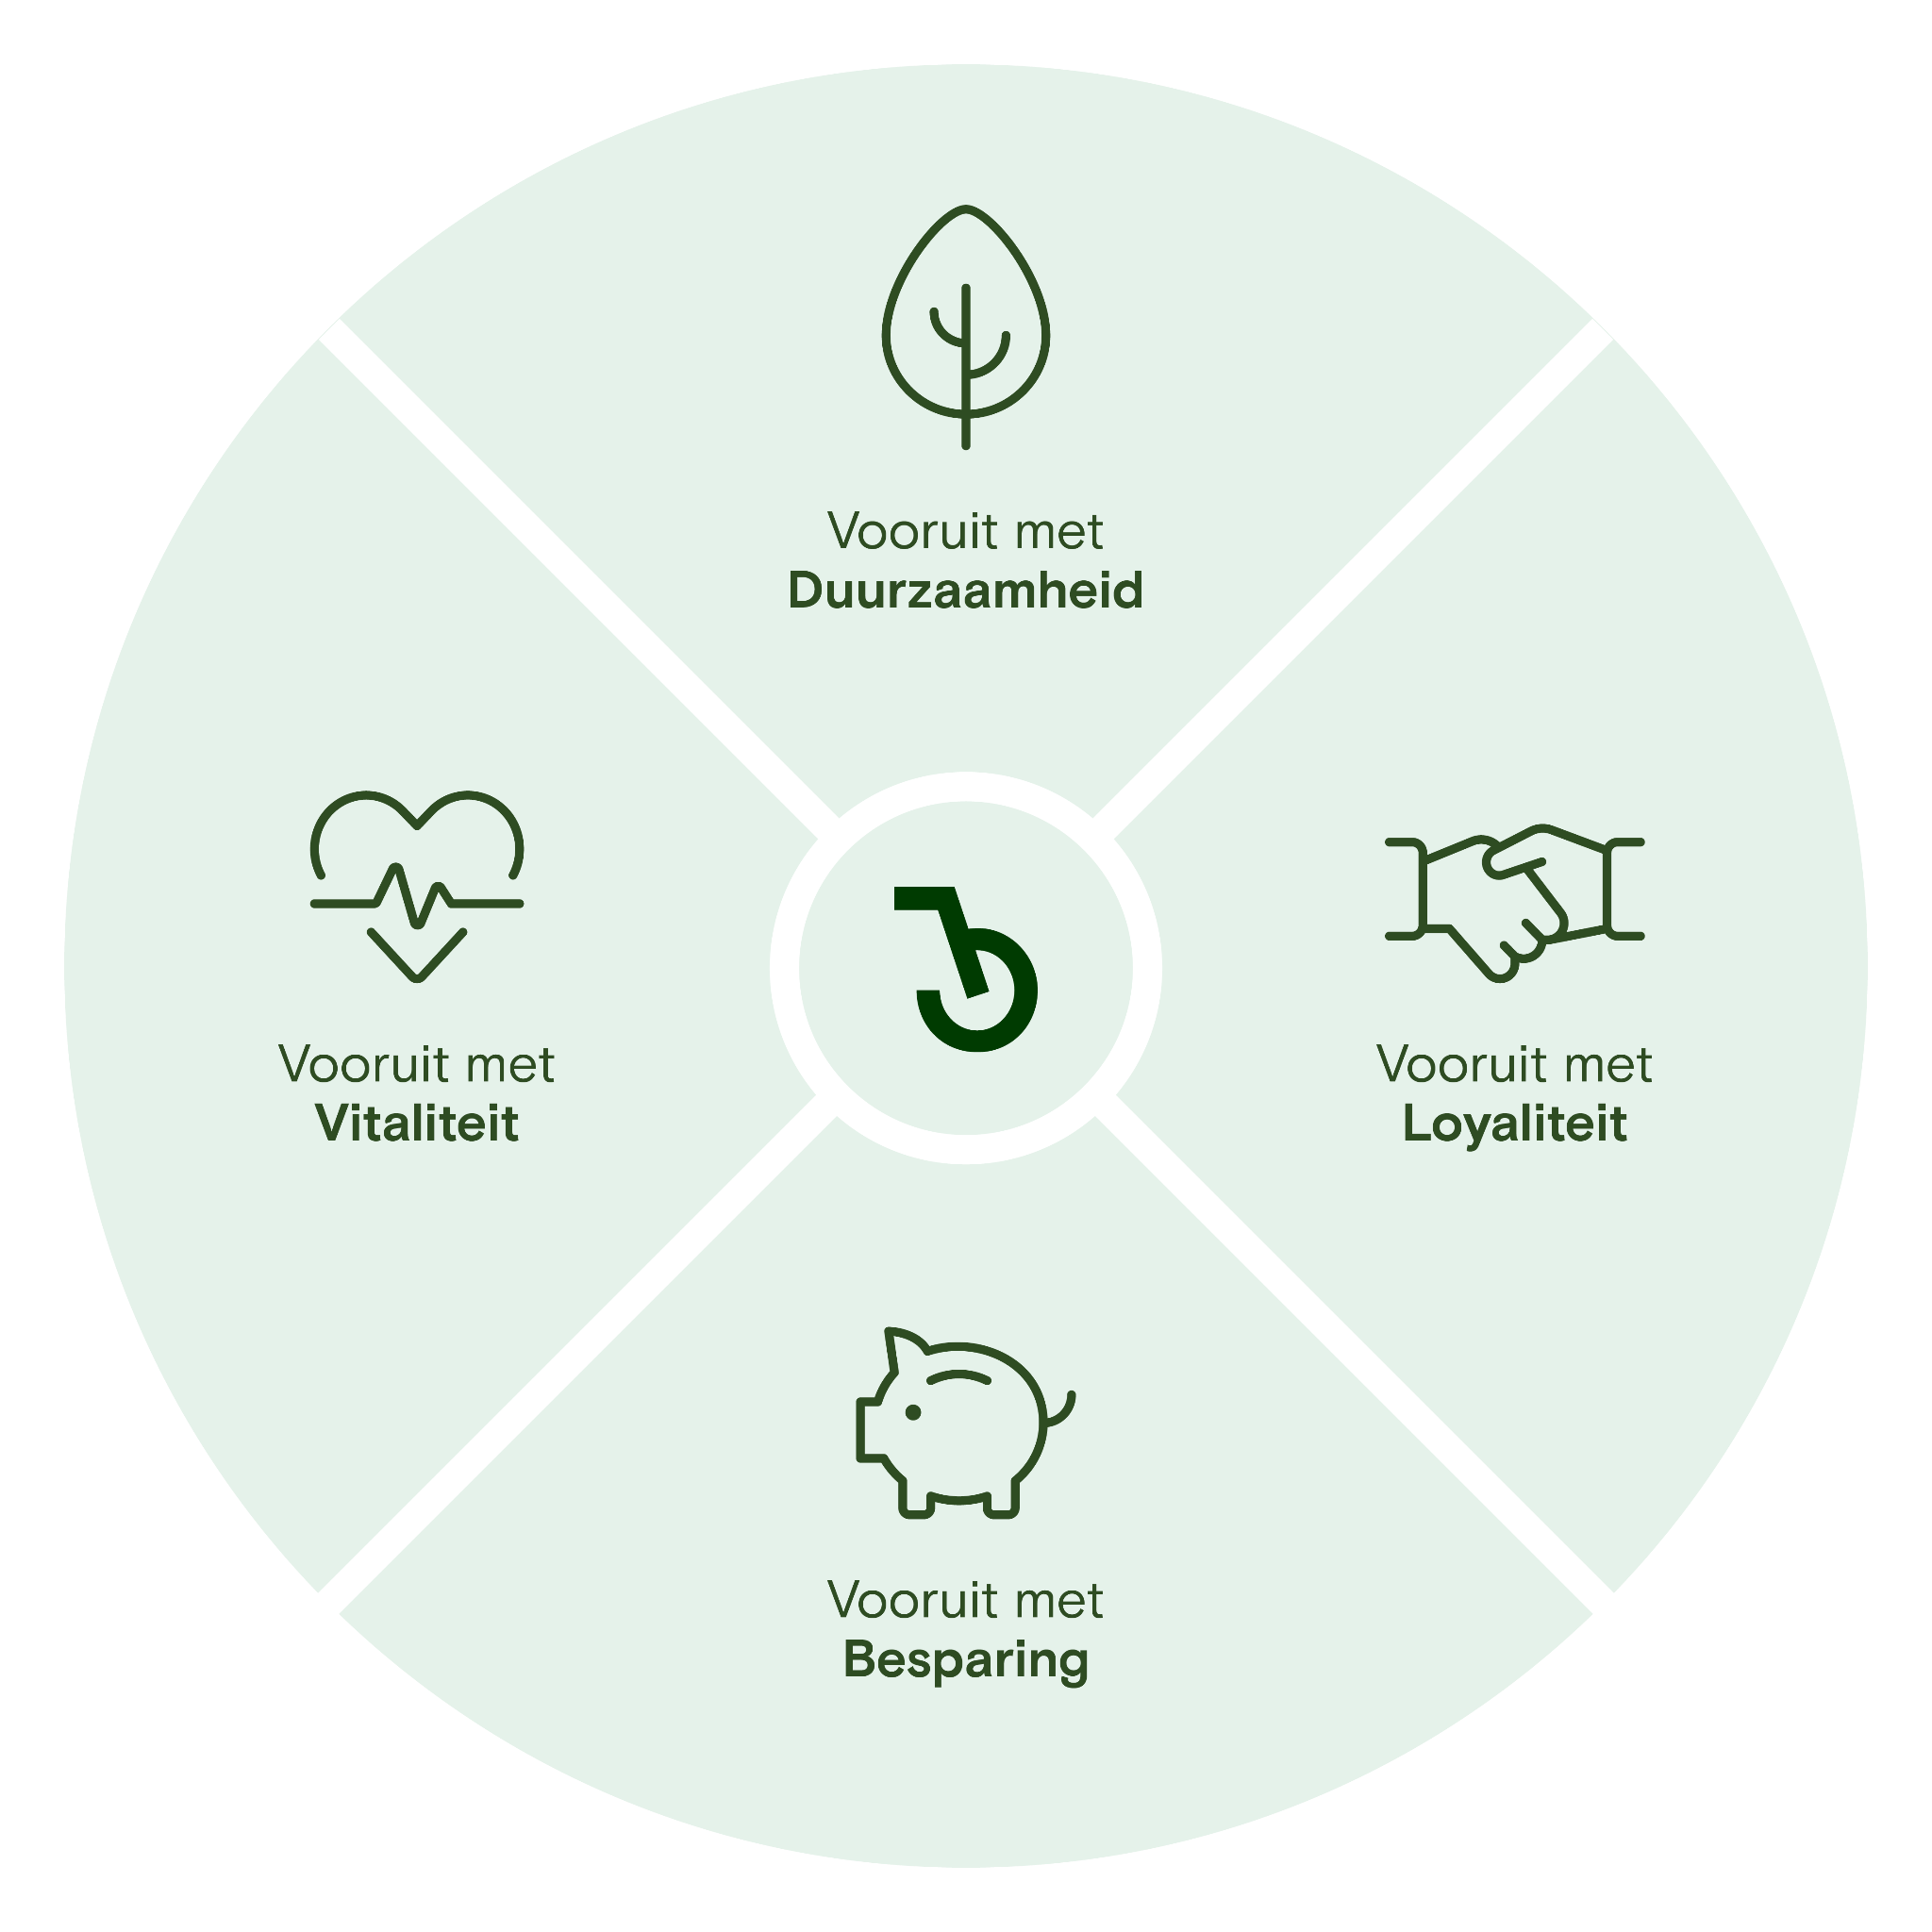 Vooruit met
Duurzaamheid
Vooruit met
Vitaliteit
Vooruit met
Loyaliteit
Vooruit met
Besparing